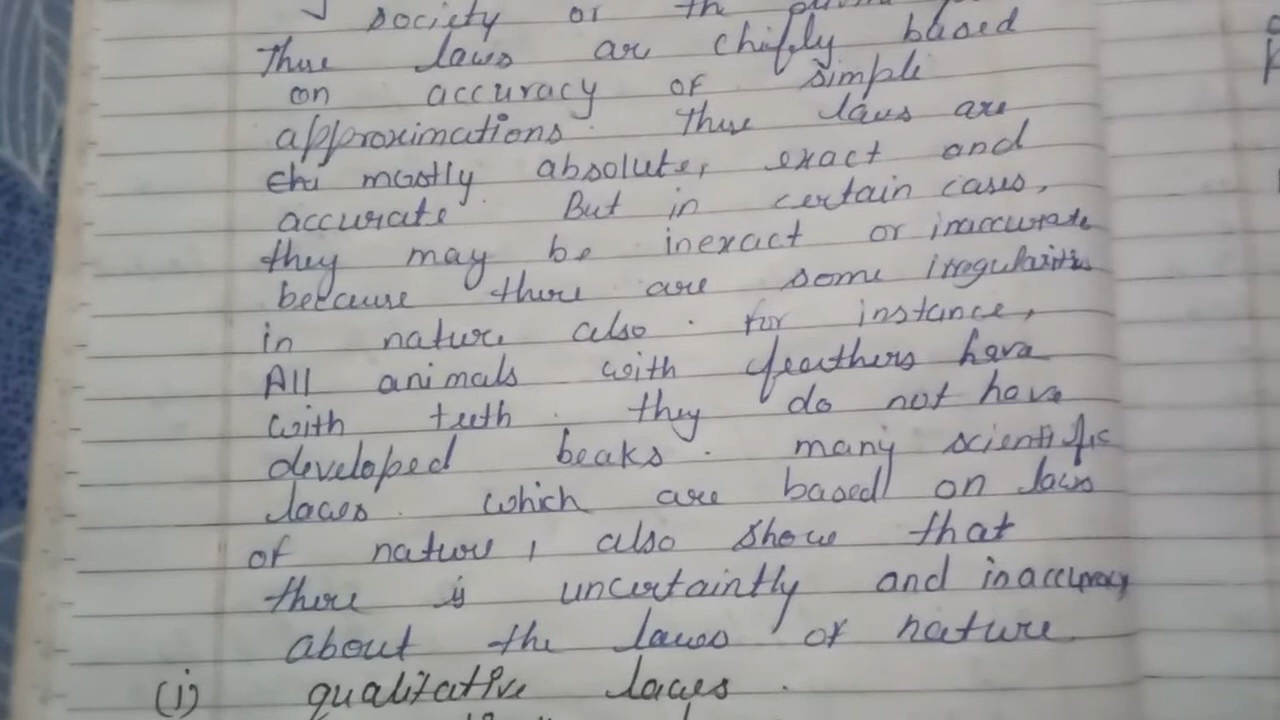 society or the
These laws are chiefly based
on accuracy of simple
approximations. These laws are
mostly absolute, exact and
accurate. But in certain cases,
they may be inexact or inaccurate
because there are some irregularities
in nature also. for instance,
All animals with feathers have
with teeth. they do not have
developed beaks. many scientific
laws. which are based on laws
of nature, also show that
there is uncertaintly and inaccuracy
about the laws of nature
(i) qualitative laws.